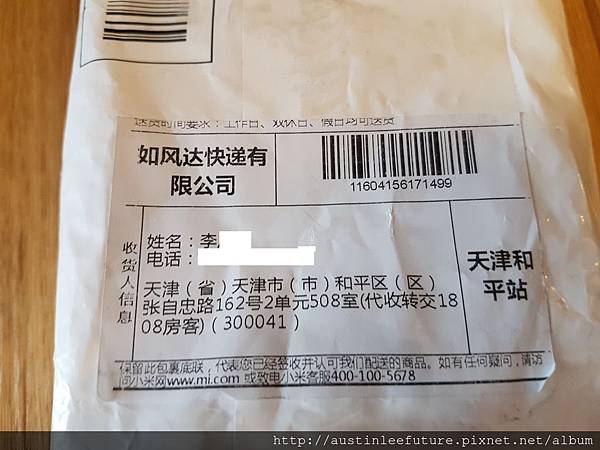 送货时间要求：工作日、双休日、假日均可送货
如风达快递有
限公司
11604156171499
收货人信息
姓名：李
电话：
天津（省）天津市（市）和平区（区）
张自忠路162号2单元508室(代收转交18
08房客)（300041）
天津和
平站
保留此包裹底联，代表您已经签收并认可我们配送的商品。如有任何疑问，请访
问小米网www.mi.com 或致电小米客服400-100-5678
http://austinleefuture.pixnet.net/album